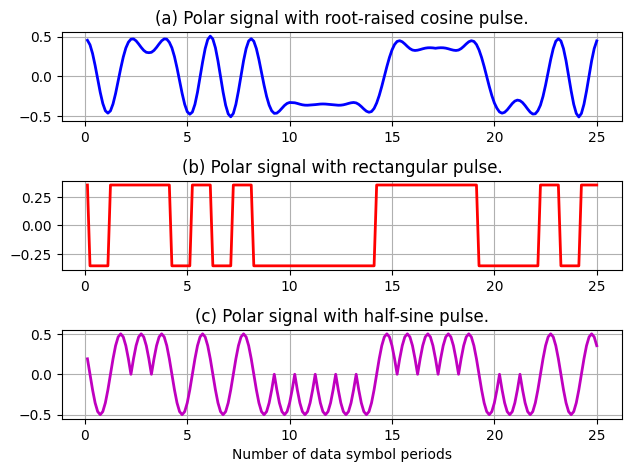 (a) Polar signal with root-raised cosine pulse.
0.5
0.0
−0.5
0 5 10 15 20 25
(b) Polar signal with rectangular pulse.
0.25
0.00
−0.25
0 5 10 15 20 25
(c) Polar signal with half-sine pulse.
0.5
0.0
−0.5
0 5 10 15 20 25
Number of data symbol periods